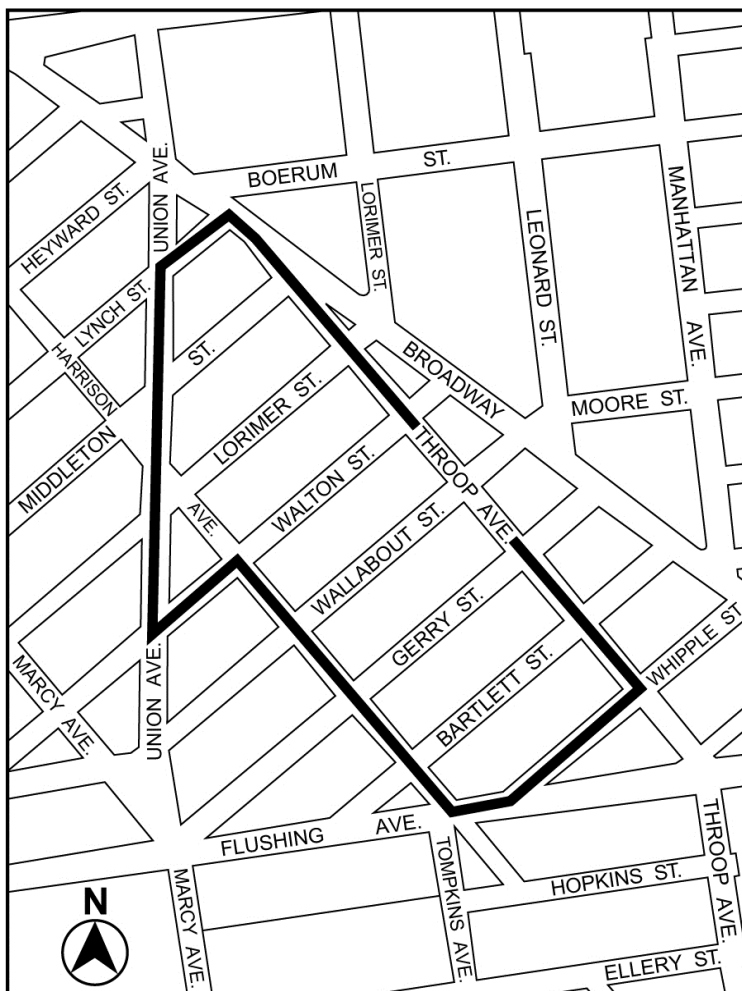 BOERUM ST.
UNION AVE.
HEYWARD ST.
LORIMER ST.
MANHATTAN AVE.
LEONARD ST.
LYNCH ST.
HARRISON AVE.
MIDDLETON ST.
BROADWAY
LORIMER ST.
MOORE ST.
WALTON ST.
THROOP AVE.
WALLABOUT ST.
GERRY ST.
WHIPPLE ST.
BARTLETT ST.
MARCY AVE.
UNION AVE.
FLUSHING AVE.
THROOP AVE.
TOMPKINS AVE.
MARCY AVE.
HOPKINS ST.
N
ELLERY ST.